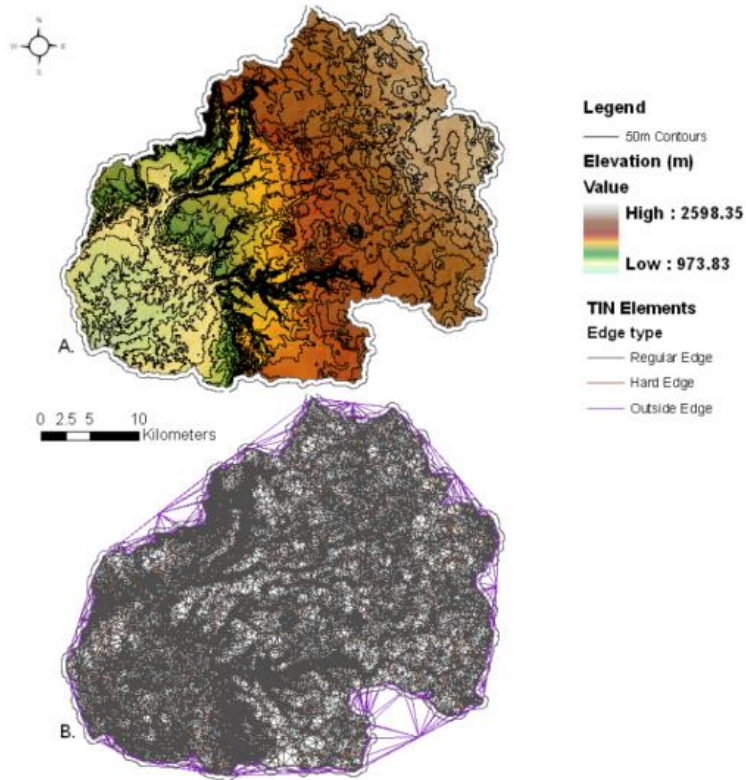 N
W E
S
A.
Legend
50m Contours
Elevation (m)
Value
High : 2598.35
Low : 973.83
TIN Elements
Edge type
Regular Edge
Hard Edge
Outside Edge
0 2.5 5 10
Kilometers
B.